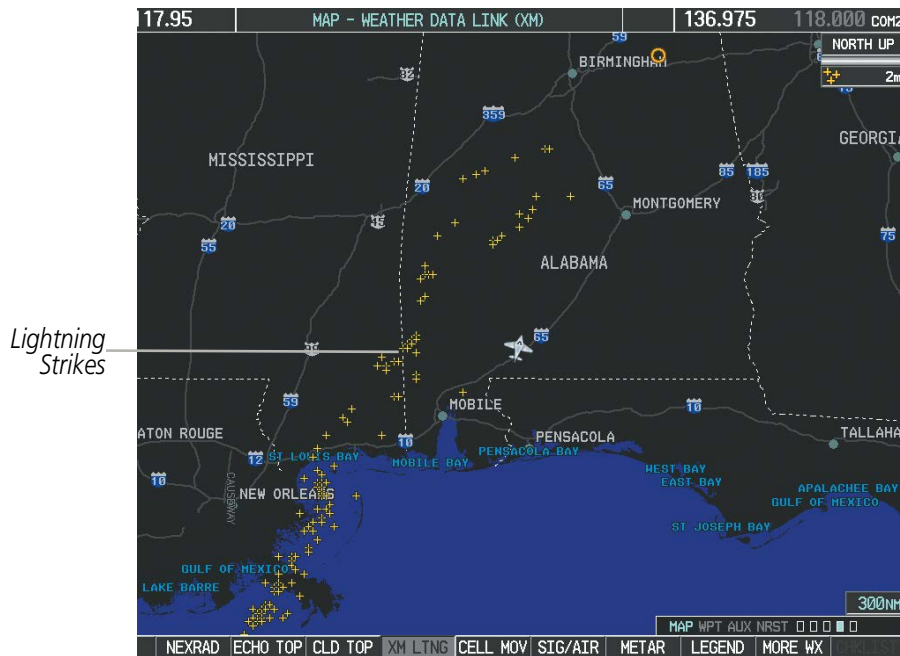 117.95 MAP – WEATHER DATA LINK (XM) 136.975 118.000 COM2
NORTH UP
2m
59
BIRMINGHAM
359
GEORGIA
MISSISSIPPI
20
65
85
185
MONTGOMERY
20
55
75
ALABAMA
65
Lightning
Strikes
59
MOBILE
10
ATON ROUGE
10
PENSACOLA
TALLAHA
12
ST LOUIS BAY
MOBILE BAY
PENSACOLA BAY
WEST BAY
EAST BAY
10
CAUSEWAY
NEW ORLEANS
APALACHEE BAY
GULF OF MEXICO
ST JOSEPH BAY
GULF OF MEXICO
LAKE BARRE
300NM
MAP WPT AUX NRST
NEXRAD ECHO TOP CLD TOP XM LTNG CELL MOV SIG/AIR METAR LEGEND MORE WX CHKLIST